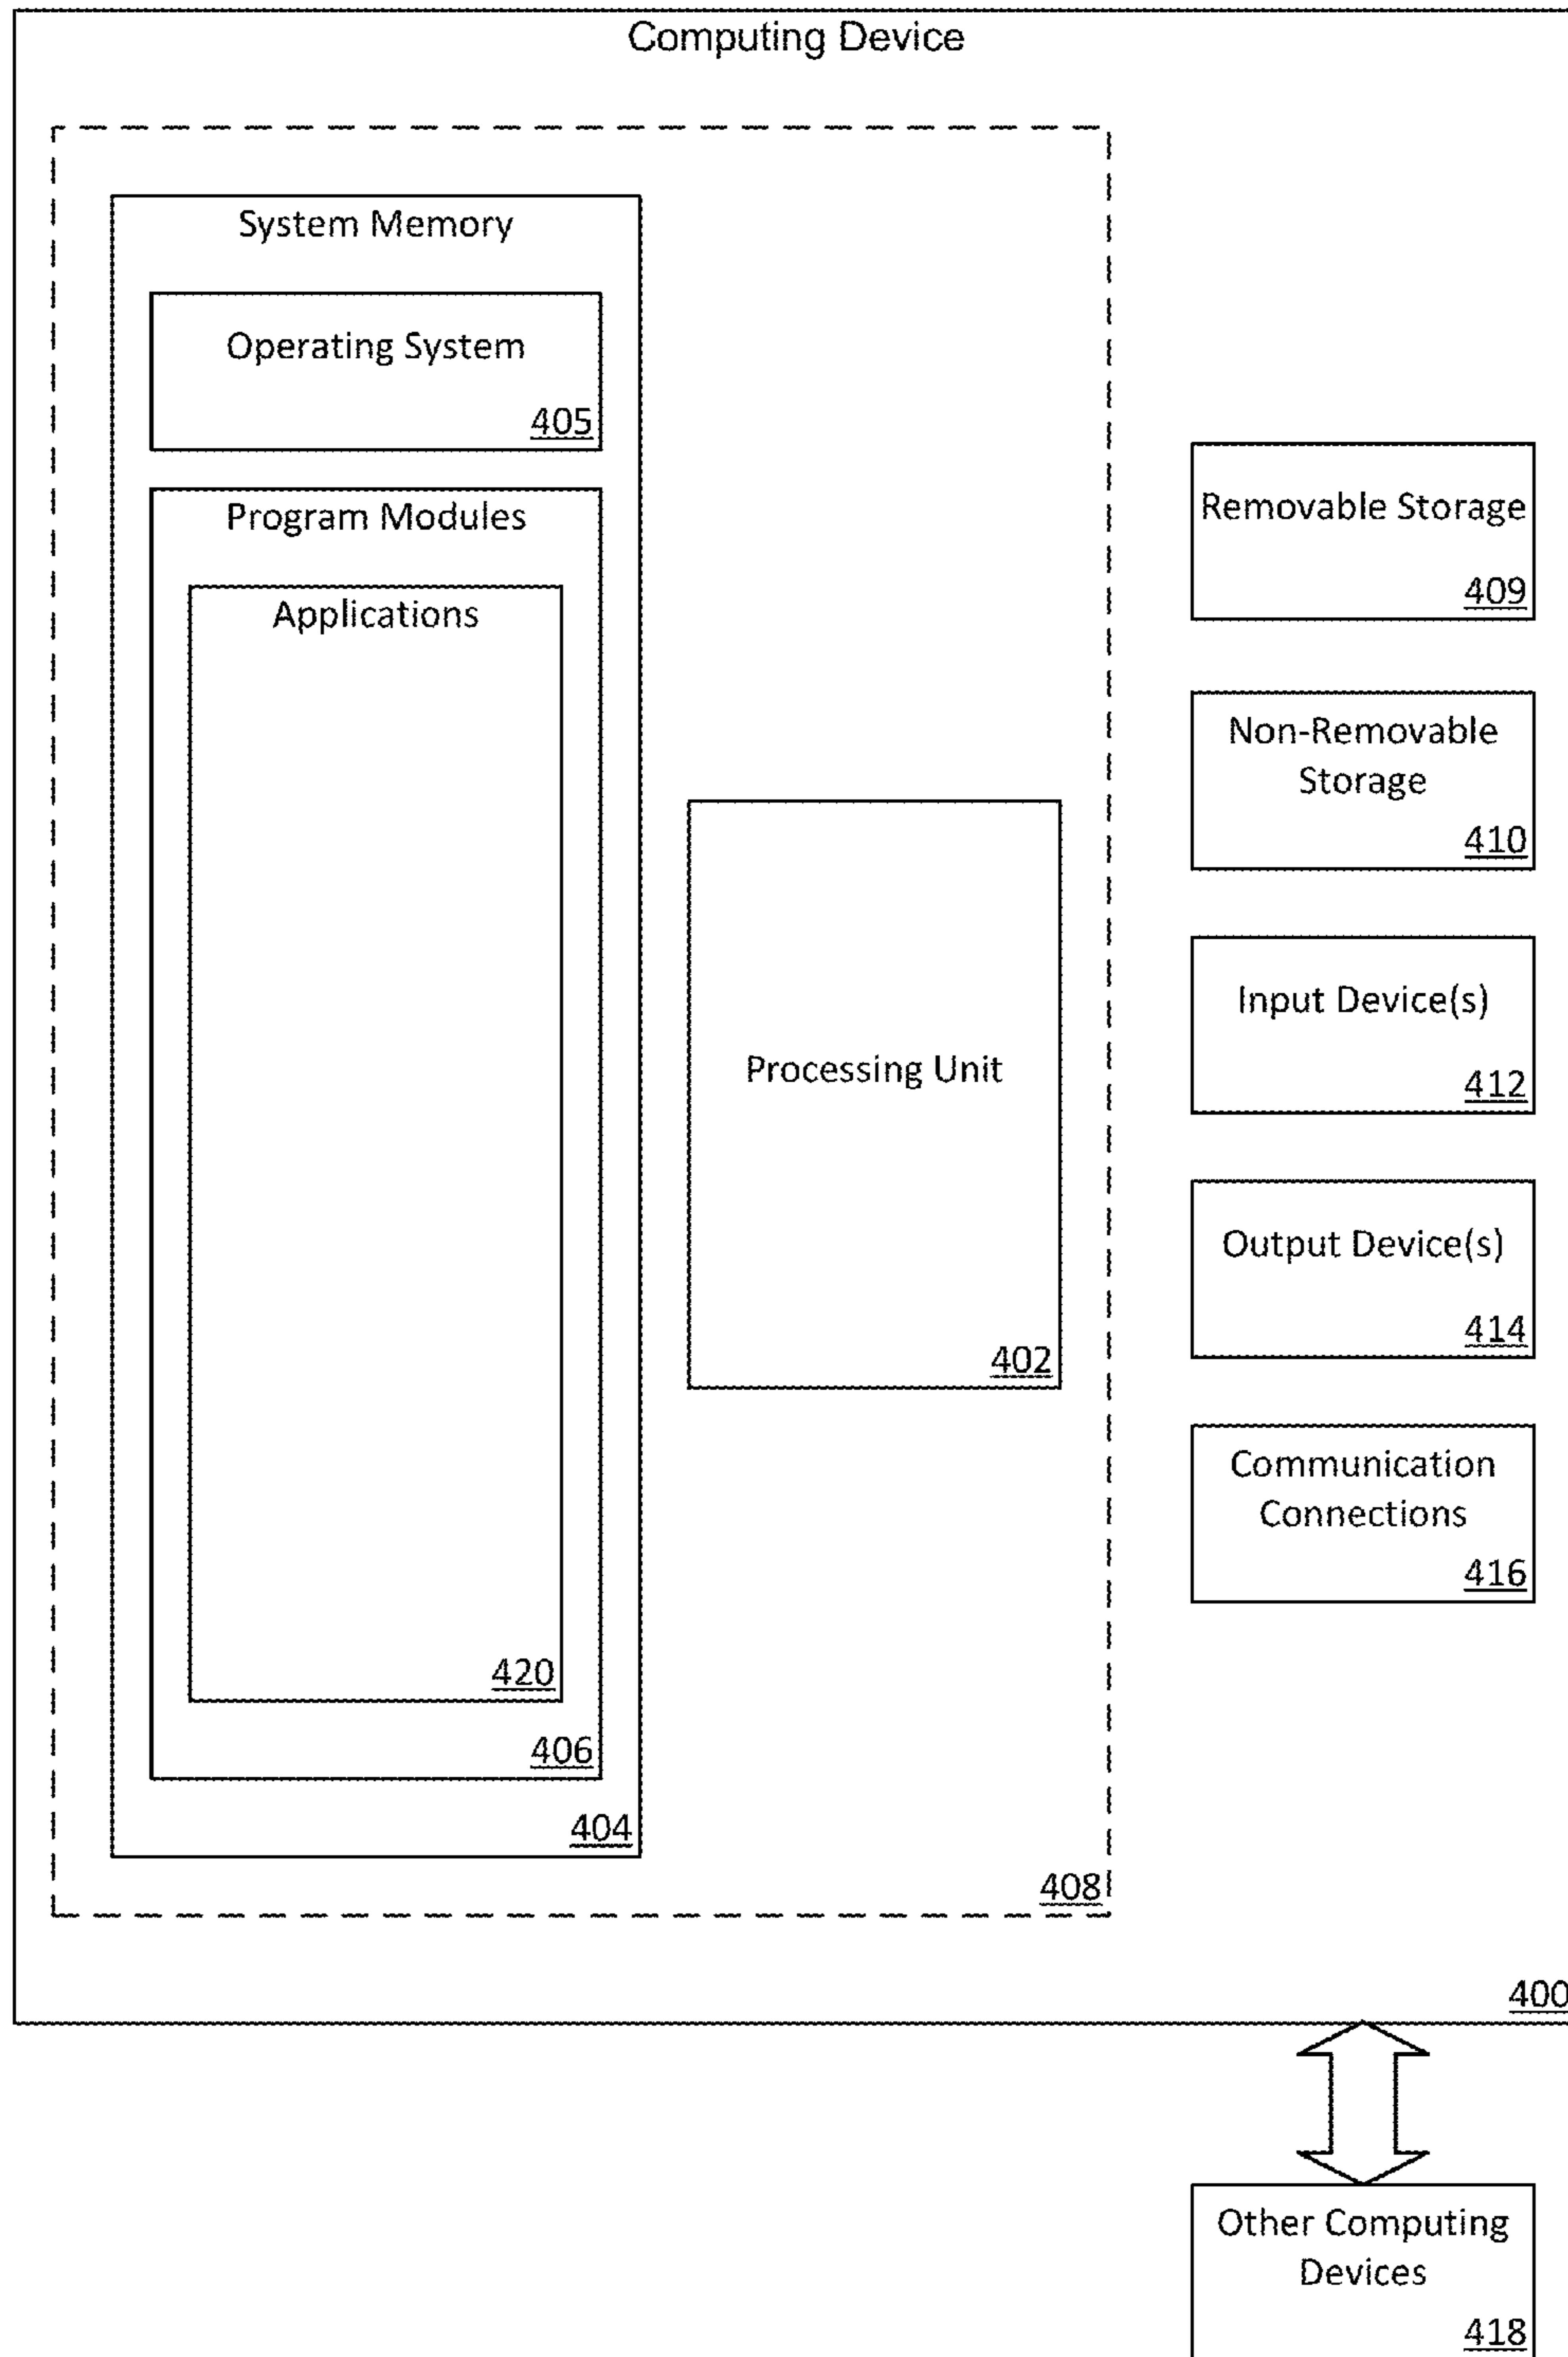 Computing Device
System Memory
Operating System
405
Program Modules
Applications
420
406
404
Processing Unit
402
408
Removable Storage
409
Non-Removable
Storage
410
Input Device(s)
412
Output Device(s)
414
Communication
Connections
416
400
Other Computing
Devices
418